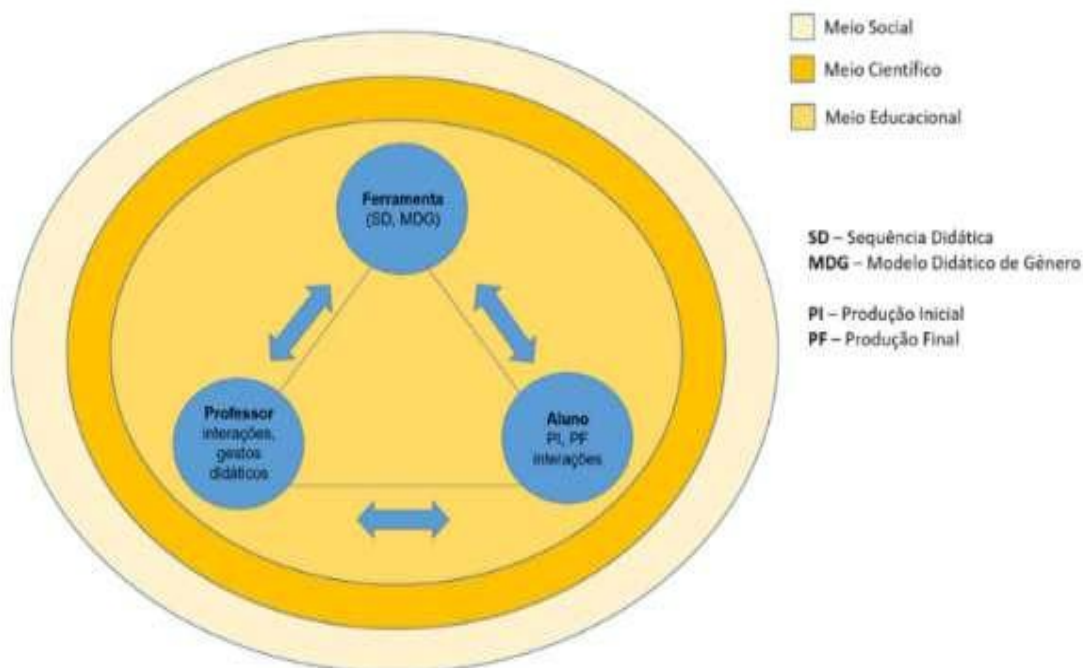 Meio Social
Meio Científico
Meio Educacional
Ferramenta
(SD, MDG)
SD – Sequência Didática
MDG – Modelo Didático de Gênero
PI – Produção Inicial
PF – Produção Final
Professor
interações,
gestos
didáticos
Aluno
PI, PF
interações